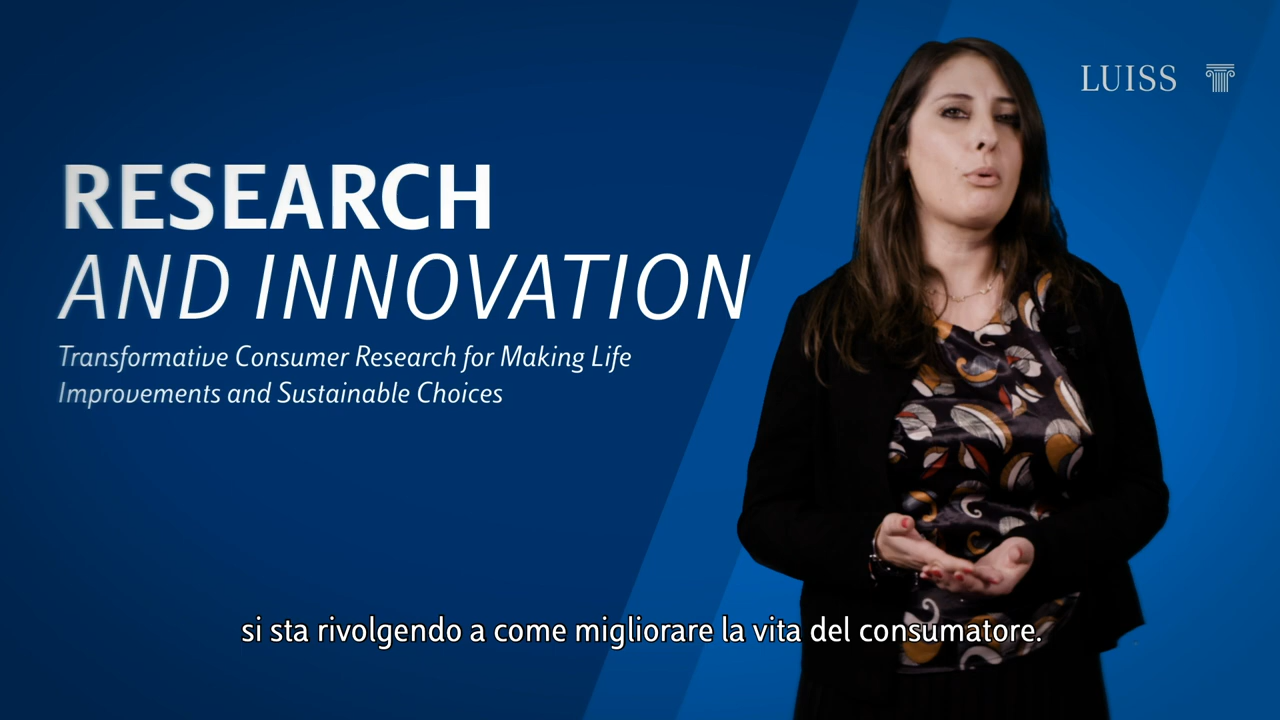 LUISS
RESEARCH
AND INNOVATION
Transformative Consumer Research for Making Life
Improvements and Sustainable Choices
si sta rivolgendo a come migliorare la vita del consumatore.